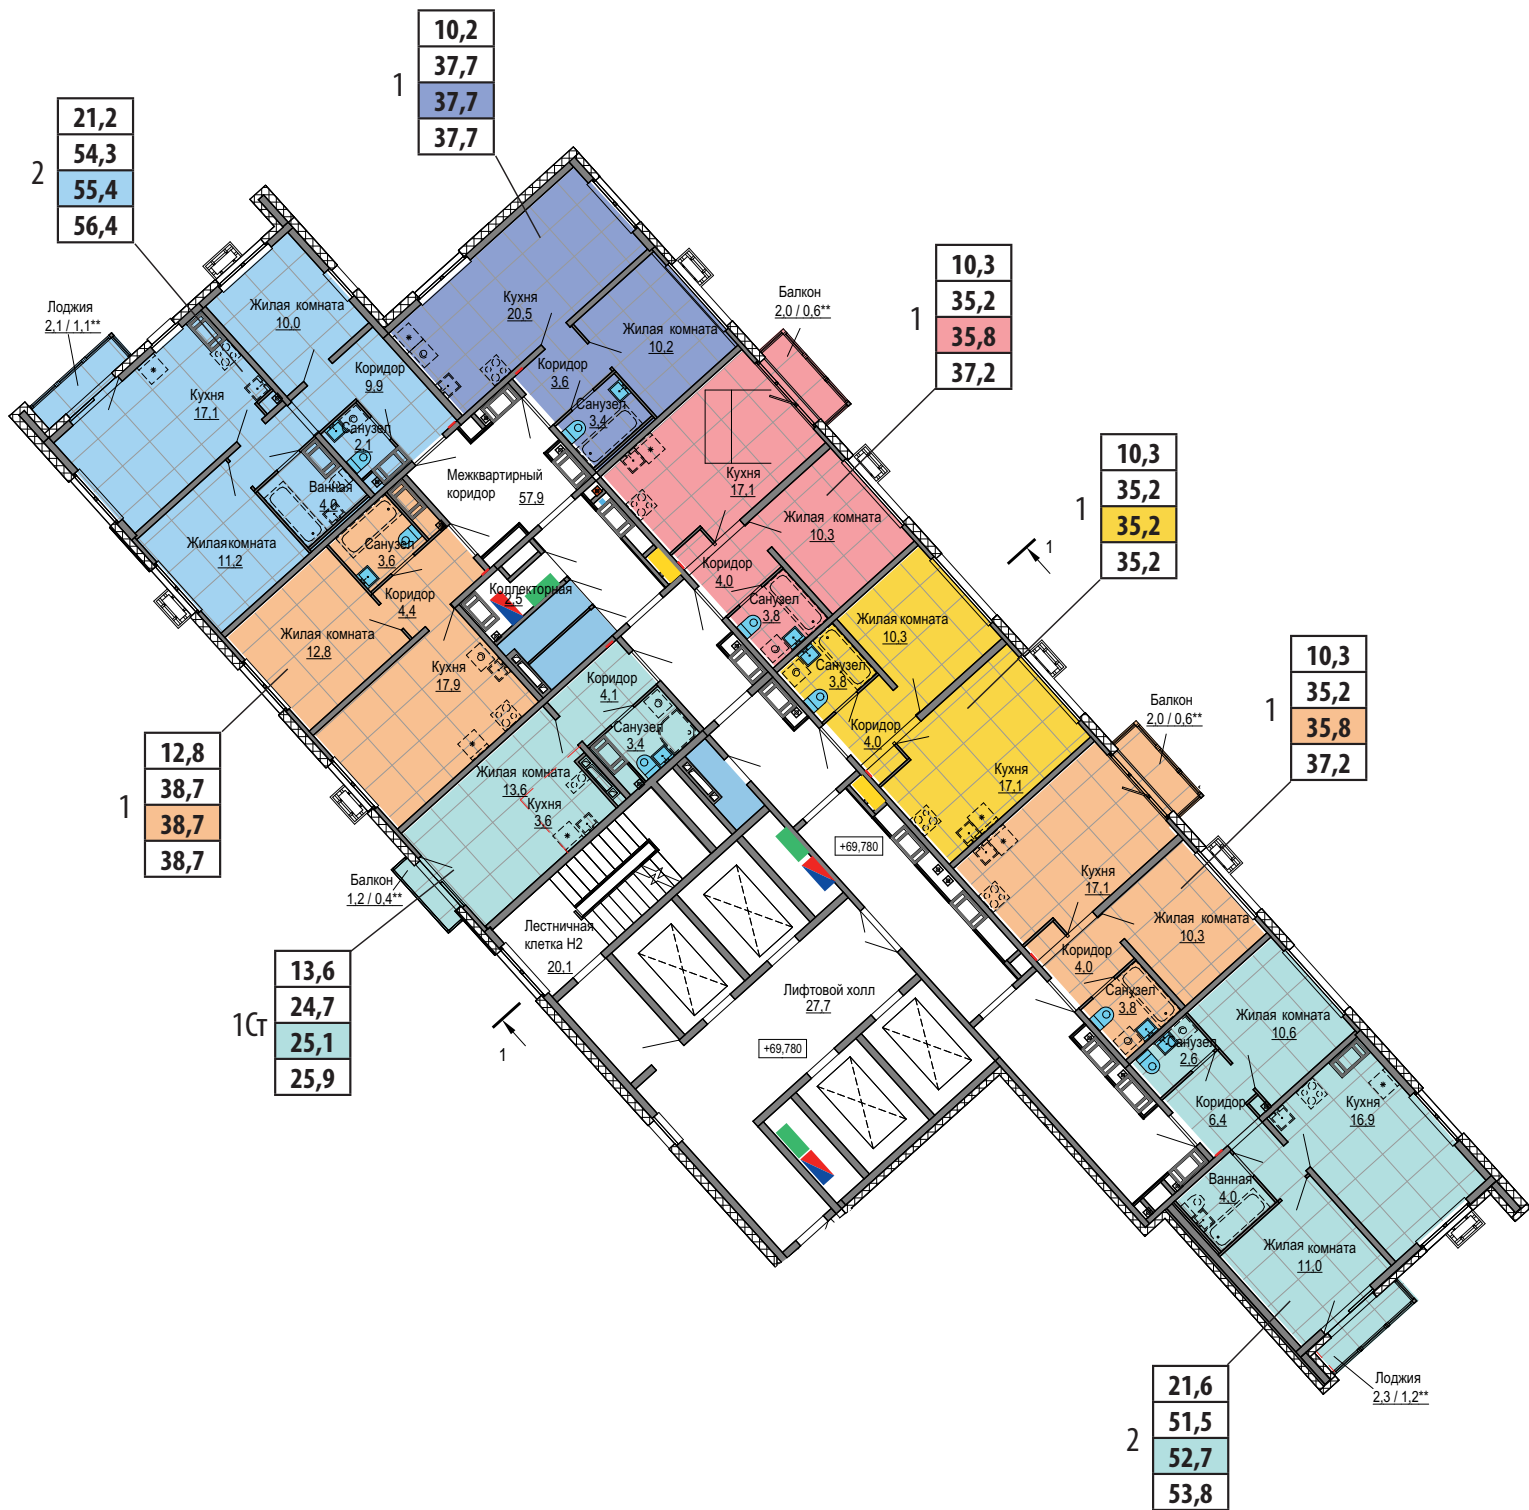 10,2
37,7
1
37,7
37,7
21,2
54,3
2
55,4
56,4
10,3
35,2
1
35,8
37,2
10,3
35,2
1
35,2
35,2
10,3
35,2
1
35,8
37,2
12,8
38,7
1
38,7
38,7
13,6
24,7
1Ст
25,1
25,9
21,6
51,5
2
52,7
53,8
Лоджия
2,1 / 1,1**
Жилая комната
10,0
Коридор
9,9
Кухня
17,1
Санузел
2,1
Ванная
4,0
Жилая комната
11,2
Кухня
20,5
Жилая комната
10,2
Коридор
3,6
Санузел
3,4
Балкон
2,0 / 0,6**
Кухня
17,1
Жилая комната
10,3
Коридор
4,0
Санузел
3,8
Межквартирный
коридор
57,9
Санузел
3,6
Коридор
4,4
Жилая комната
12,8
Кухня
17,9
Коллекторная
2,5
Коридор
4,1
Санузел
3,4
Жилая комната
13,6
Кухня
3,6
Балкон
1,2 / 0,4**
Жилая комната
10,3
Санузел
3,8
Коридор
4,0
Кухня
17,1
1
Балкон
2,0 / 0,6**
Кухня
17,1
Жилая комната
10,3
Коридор
4,0
Санузел
3,8
+69,780
Лестничная
клетка Н2
20,1
1
Лифтовой холл
27,7
+69,780
Жилая комната
10,6
Санузел
2,6
Коридор
6,4
Кухня
16,9
Ванная
4,0
Жилая комната
11,0
Лоджия
2,3 / 1,2**